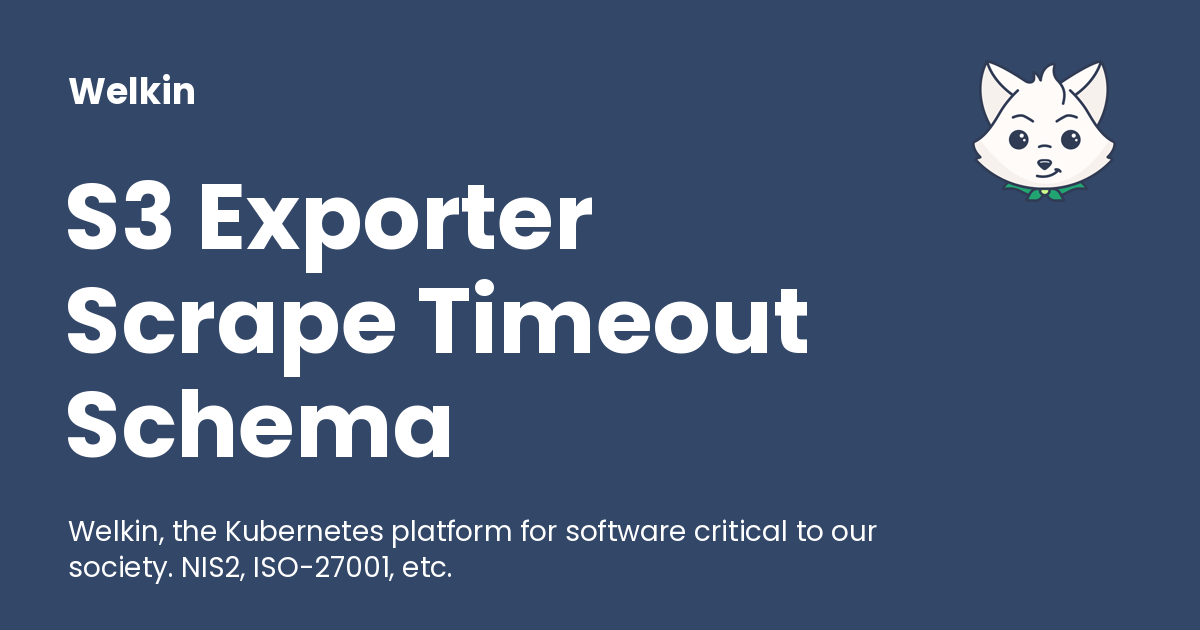 Welkin
S3 Exporter
Scrape Timeout
Schema
Welkin, the Kubernetes platform for software critical to our
society. NIS2, ISO-27001, etc.